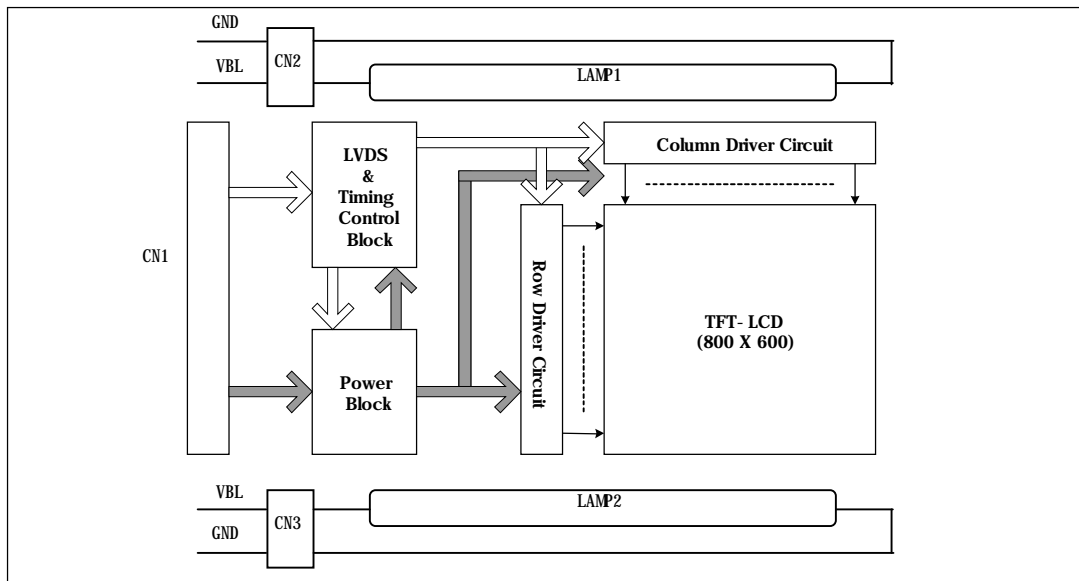 GND
CN2
VBL
LAMP1
LVDS
&
Timing
Control
Block
Column Driver Circuit
CN1
Row Driver Circuit
TFT- LCD
(800 X 600)
Power
Block
VBL
LAMP2
CN3
GND